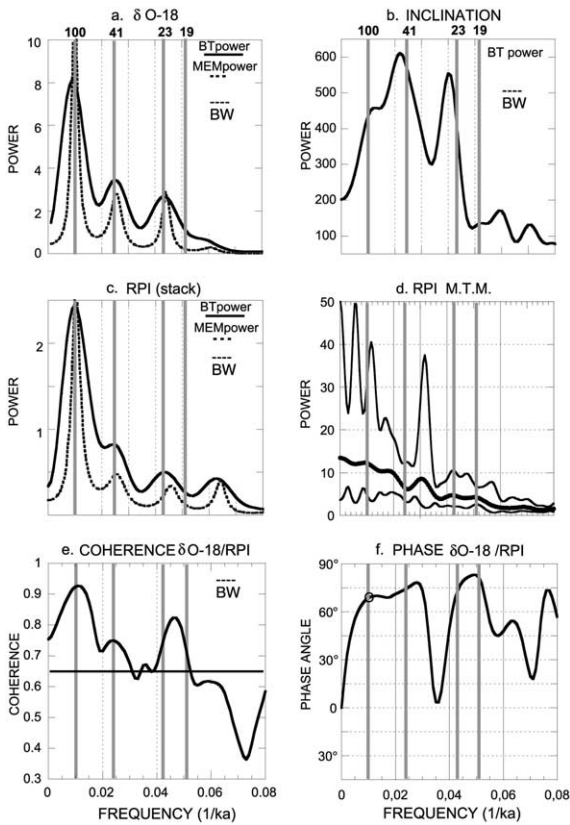 a. δ O-18
100 41 23 19
10
8
6
4
2
0
POWER
BTpower
MEMpower
BW
b. INCLINATION
100 41 23 19
600
500
400
300
200
100
POWER
BT power
BW
c. RPI (stack)
2
1
POWER
BTpower
MEMpower
BW
d. RPI M.T.M.
50
40
30
20
10
0
POWER
e. COHERENCE δO-18/RPI
1
0.9
0.8
0.7
0.6
0.5
0.4
0.3
COHERENCE
BW
0 0.02 0.04 0.06 0.08
FREQUENCY (1/ka)
f. PHASE δO-18/RPI
90°
60°
30°
0
30°
PHASE ANGLE
0 0,02 0,04 0,06 0,08
FREQUENCY (1/ka)